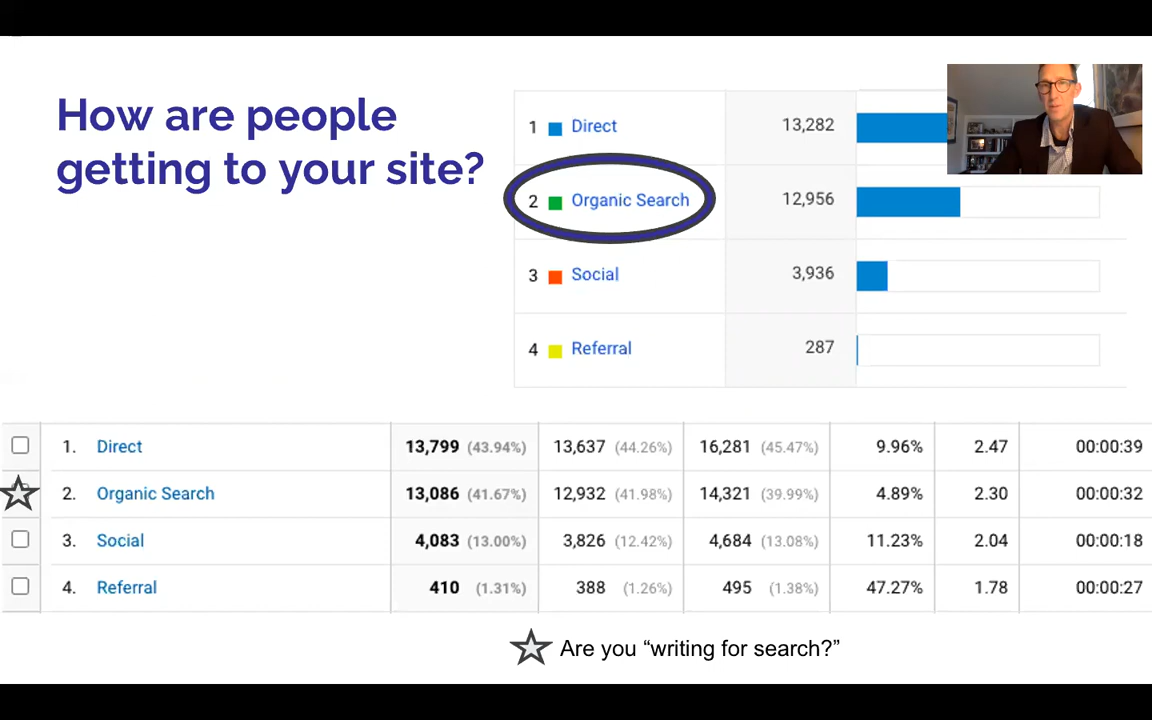 How are people
getting to your site?
1 Direct 13,282
2 Organic Search 12,956
3 Social 3,936
4 Referral 287
1. Direct 13,799 (43.94%) 13,637 (44.26%) 16,281 (45.47%) 9.96% 2.47 00:00:39
2. Organic Search 13,086 (41.67%) 12,932 (41.98%) 14,321 (39.99%) 4.89% 2.30 00:00:32
3. Social 4,083 (13.00%) 3,826 (12.42%) 4,684 (13.08%) 11.23% 2.04 00:00:18
4. Referral 410 (1.31%) 388 (1.26%) 495 (1.38%) 47.27% 1.78 00:00:27
Are you “writing for search?”